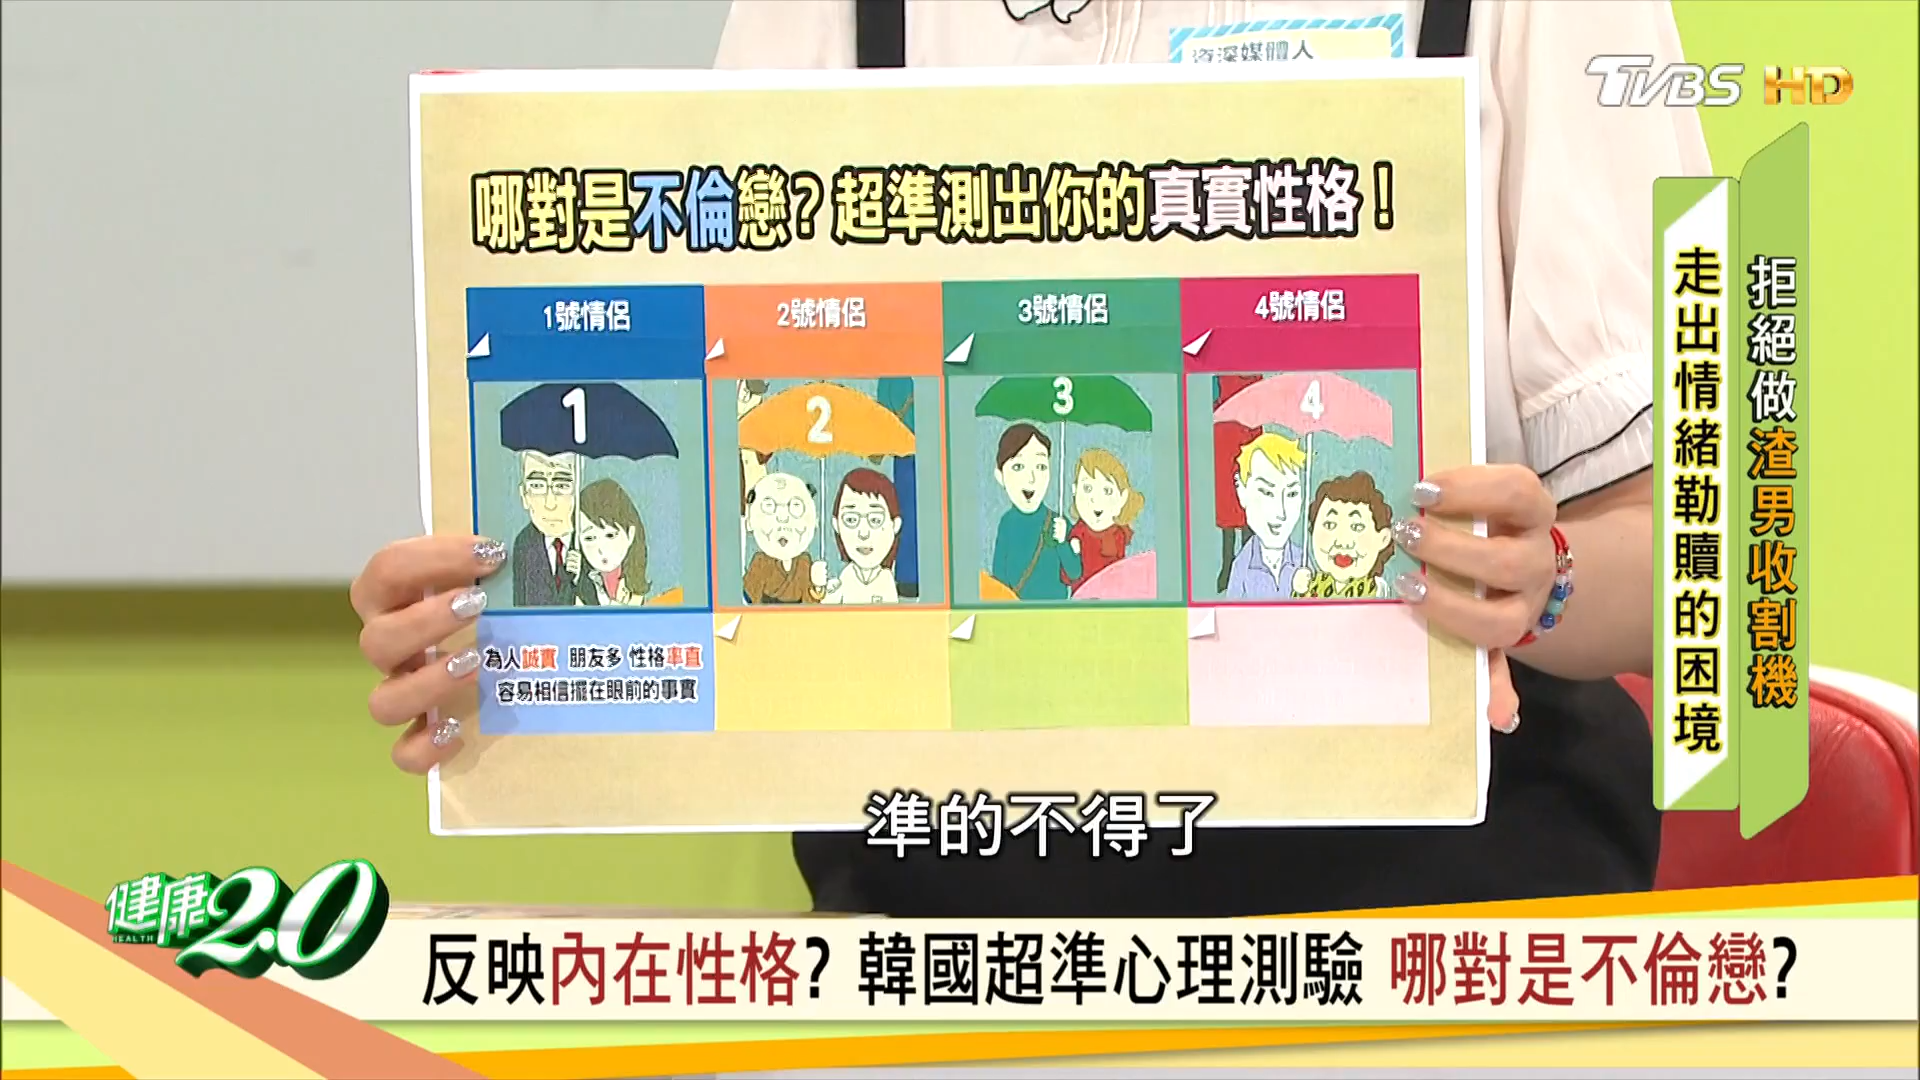 資深媒體人
TVBS HD
哪對是不倫戀?超準測出你的真實性格!
1號情侶
2號情侶
3號情侶
4號情侶
1
2
3
4
為人誠實 朋友多 性格率直
容易相信擺在眼前的事實
拒絕做渣男收割機
走出情緒勒贖的困境
準的不得了
健康2.0
HEALTH
反映內在性格? 韓國超準心理測驗 哪對是不倫戀?